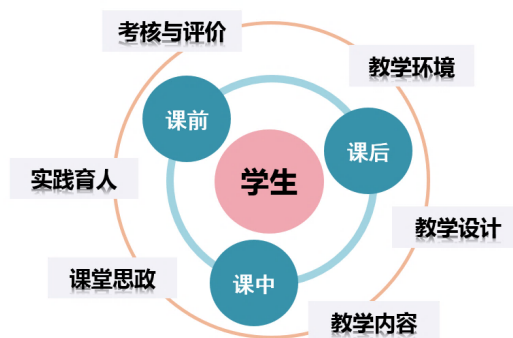 考核与评价
教学环境
课前
课后
学生
实践育人
教学设计
课堂思政
课中
教学内容